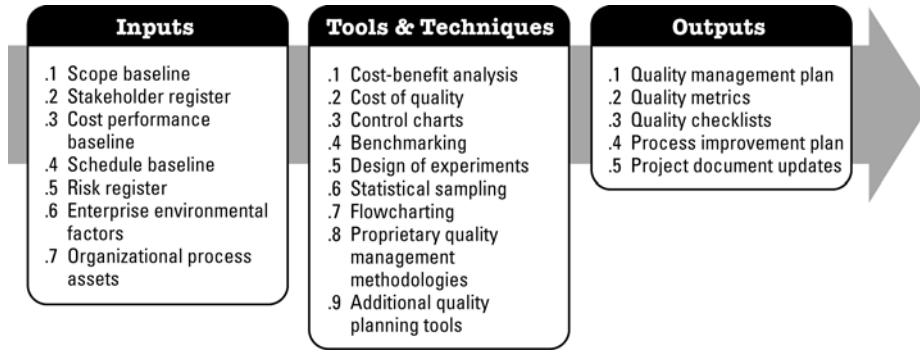 Inputs
.1 Scope baseline
.2 Stakeholder register
.3 Cost performance
baseline
.4 Schedule baseline
.5 Risk register
.6 Enterprise environmental
factors
.7 Organizational process
assets
Tools & Techniques
.1 Cost-benefit analysis
.2 Cost of quality
.3 Control charts
.4 Benchmarking
.5 Design of experiments
.6 Statistical sampling
.7 Flowcharting
.8 Proprietary quality
management
methodologies
.9 Additional quality
planning tools
Outputs
.1 Quality management plan
.2 Quality metrics
.3 Quality checklists
.4 Process improvement plan
.5 Project document updates